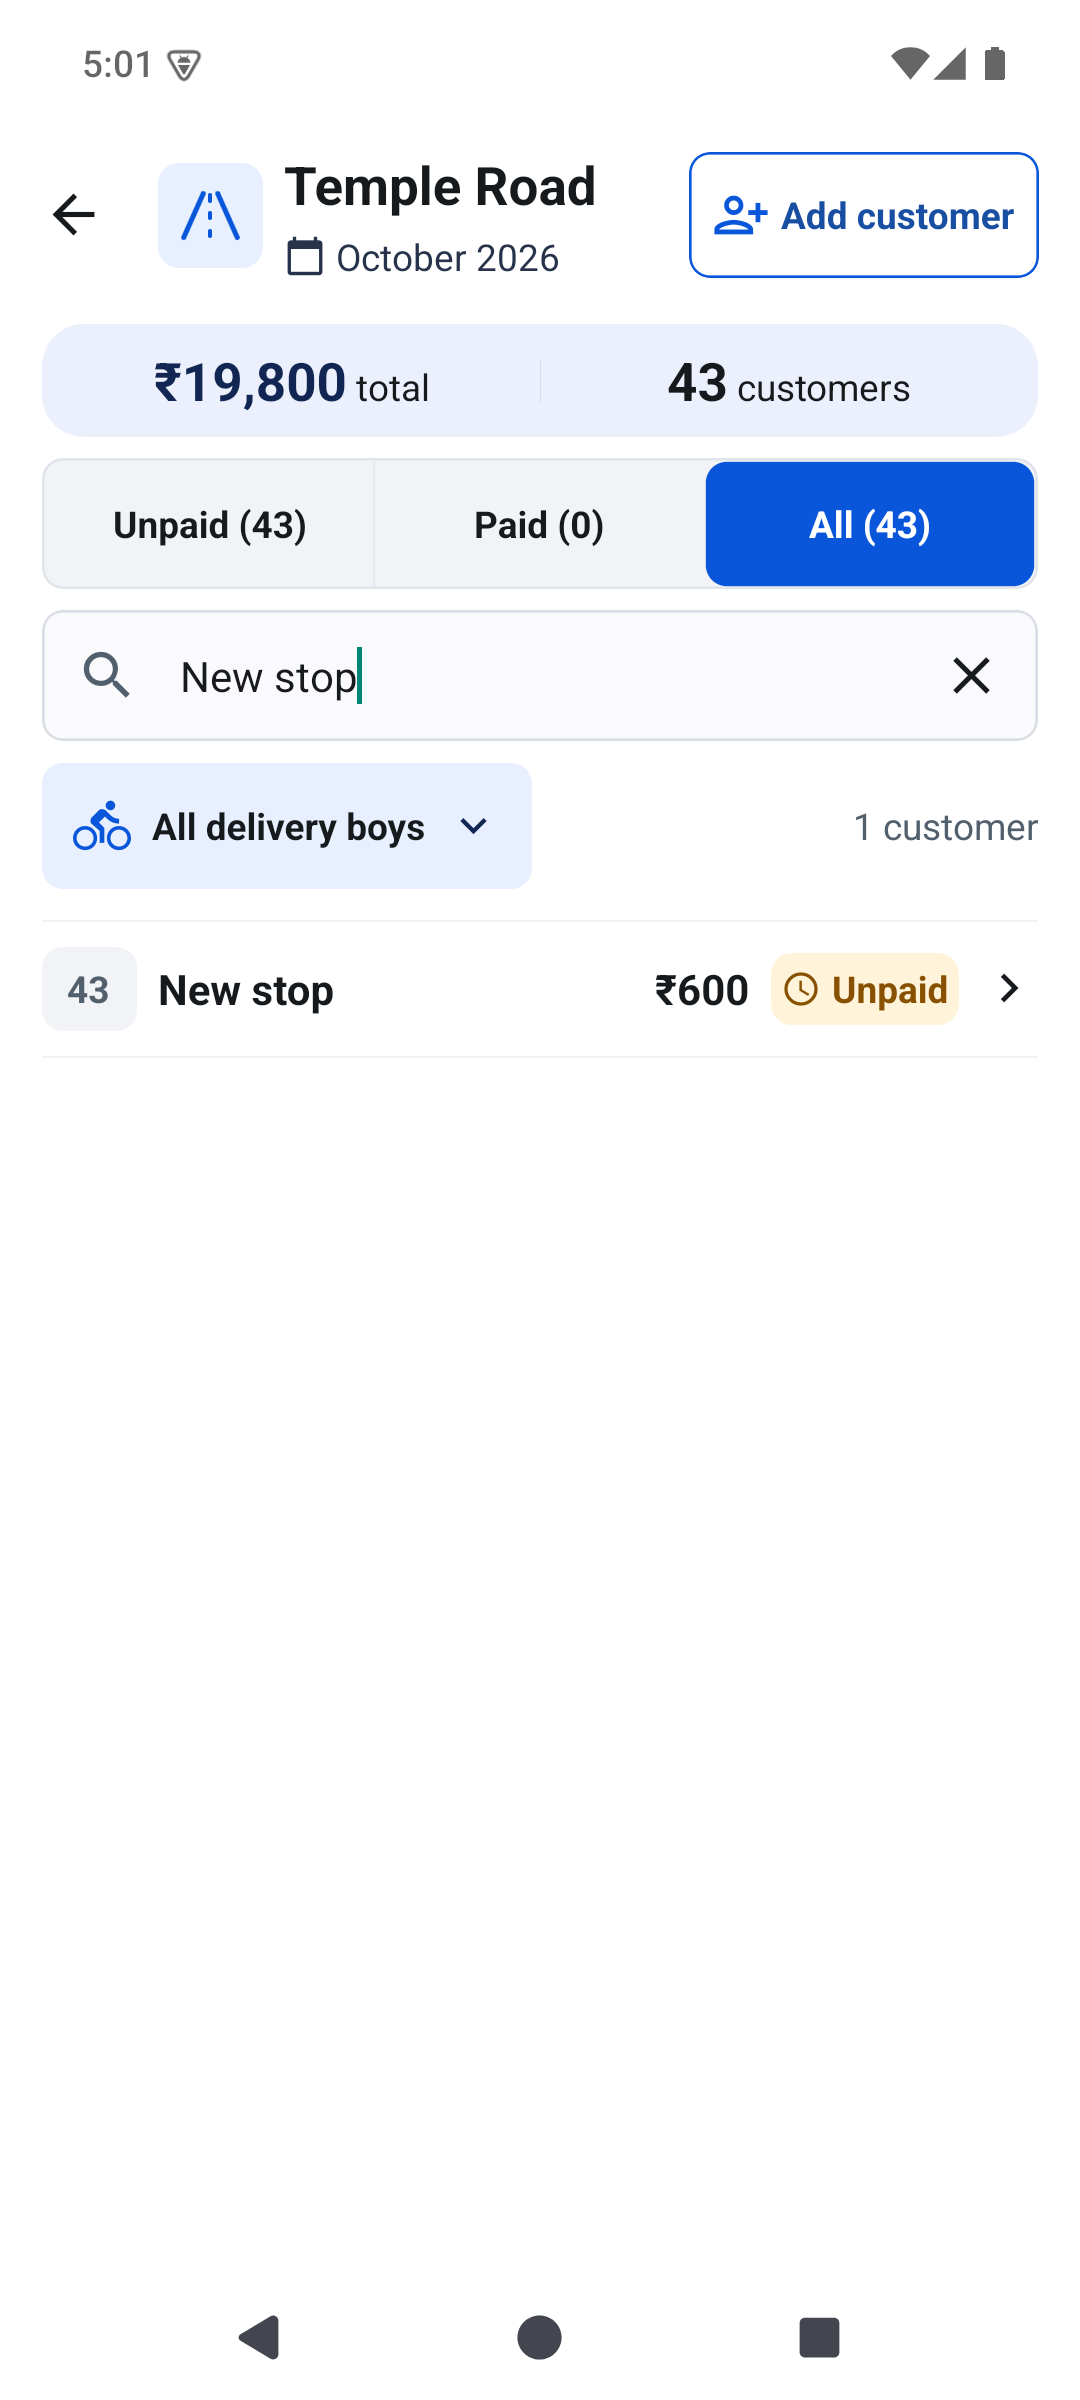 5:01
Temple Road
October 2026
Add customer
₹19,800 total
43 customers
Unpaid (43)
Paid (0)
All (43)
New stop
All delivery boys
1 customer
43
New stop
₹600
Unpaid